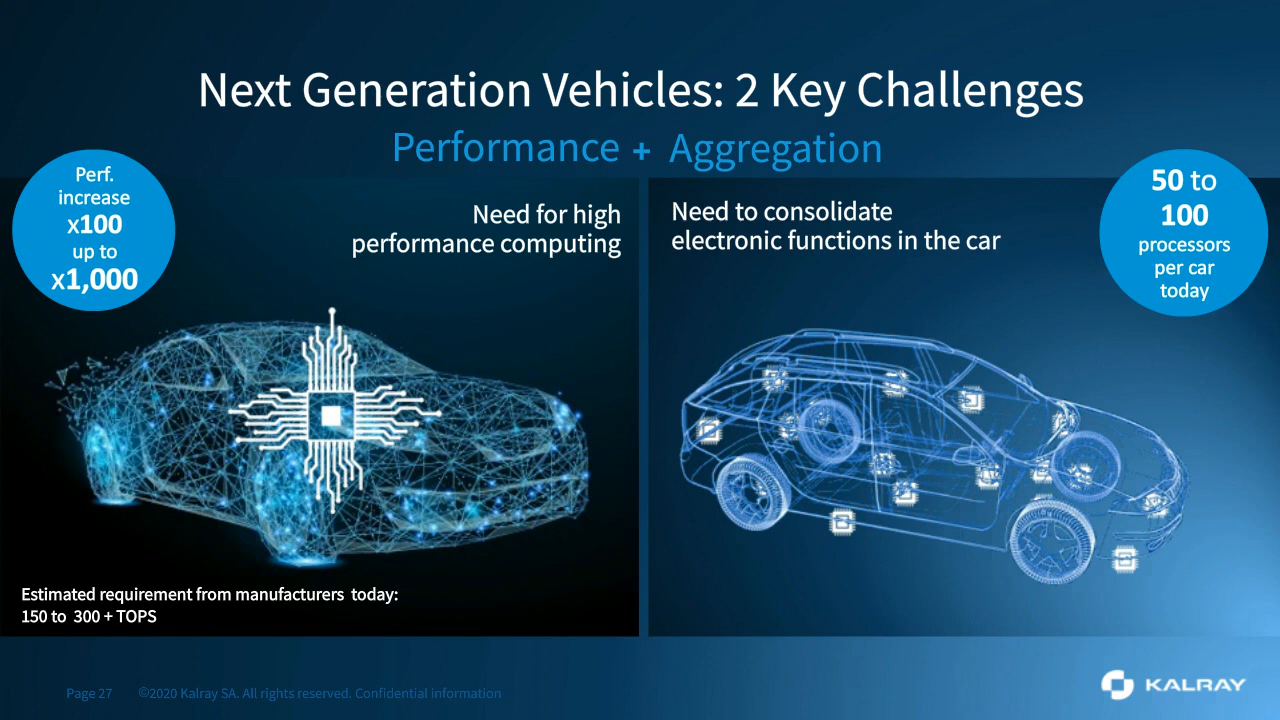 Next Generation Vehicles: 2 Key Challenges
Performance + Aggregation
Perf.
increase
x100
up to
x1,000
Need for high
performance computing
Estimated requirement from manufacturers today:
150 to 300 + TOPS
Need to consolidate
electronic functions in the car
50 to
100
processors
per car
today
Page 27 ©2020 Kalray SA. All rights reserved. Confidential information
KALRAY